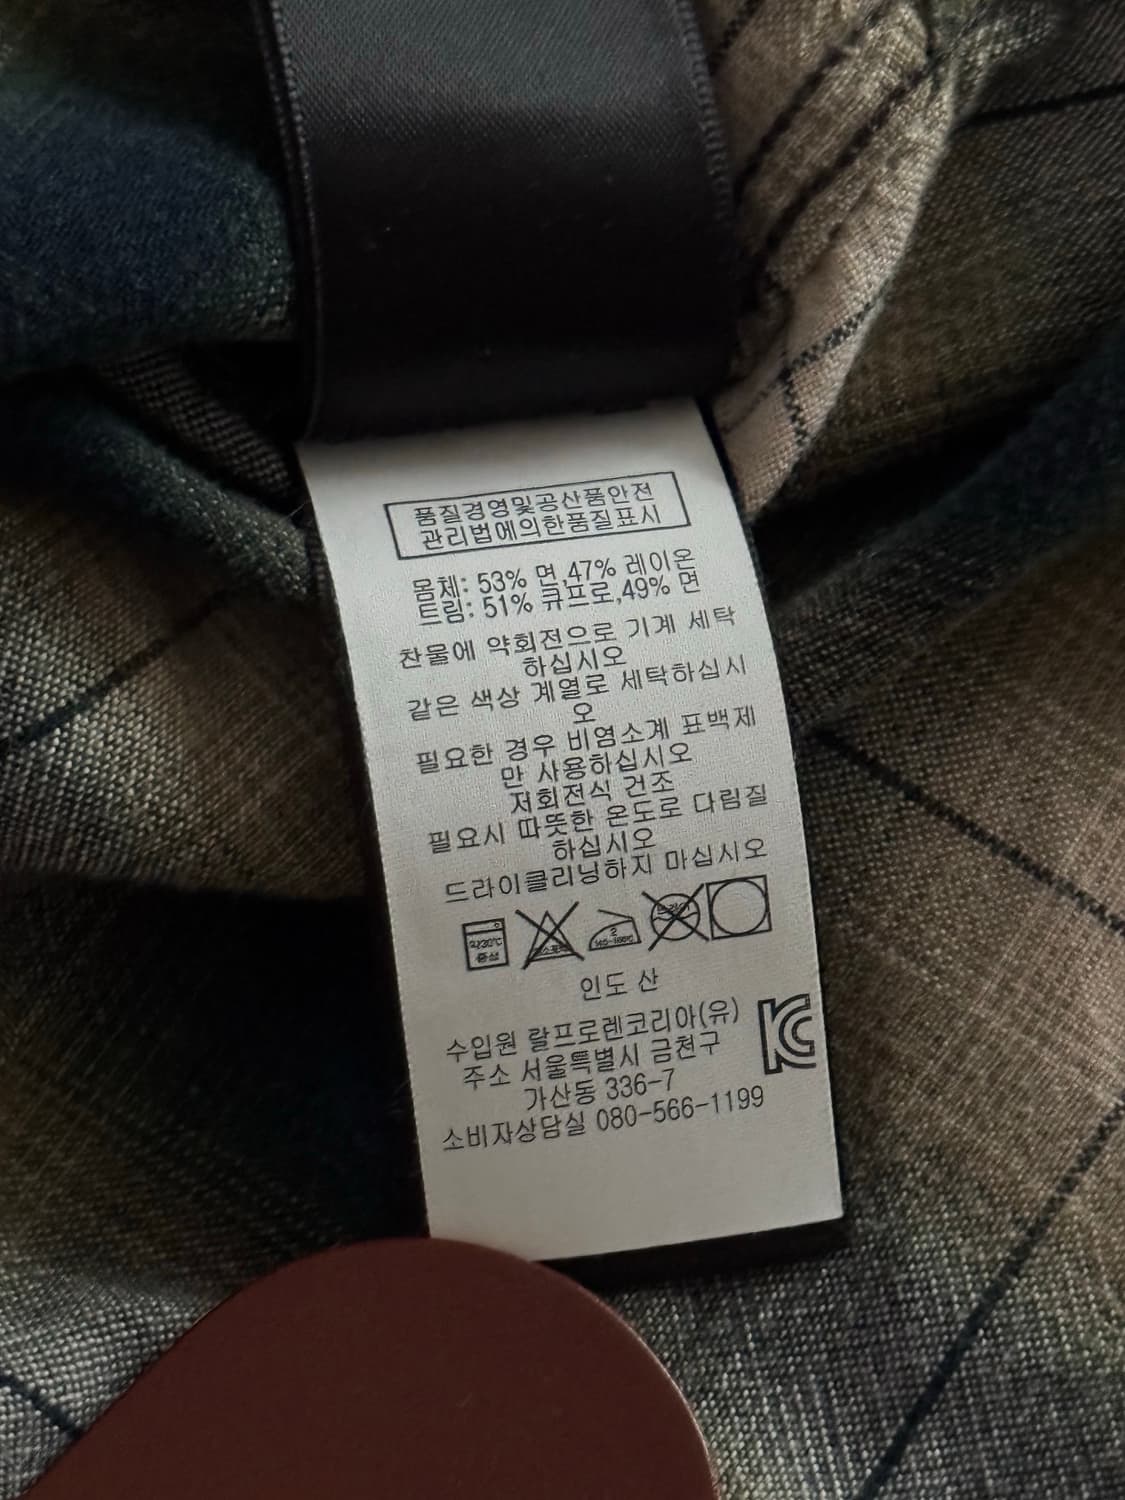 품질경영및공산품안전
관리법에의한품질표시
몸체: 53% 면,47% 레이온
트림: 51% 큐프로,49% 면
찬물에 약회전으로 기계 세탁
하십시오
같은 색상 계열로 세탁하십시
오
필요한 경우 비염소계 표백제
만 사용하십시오
저회전식 건조
필요시 따뜻한 온도로 다림질
하십시오
드라이클리닝하지 마십시오
약30℃
중성
2
인도 산
수입원 랄프로렌코리아(유)
주소 서울특별시 금천구
가산동 336-7
소비자상담실 080-566-1199